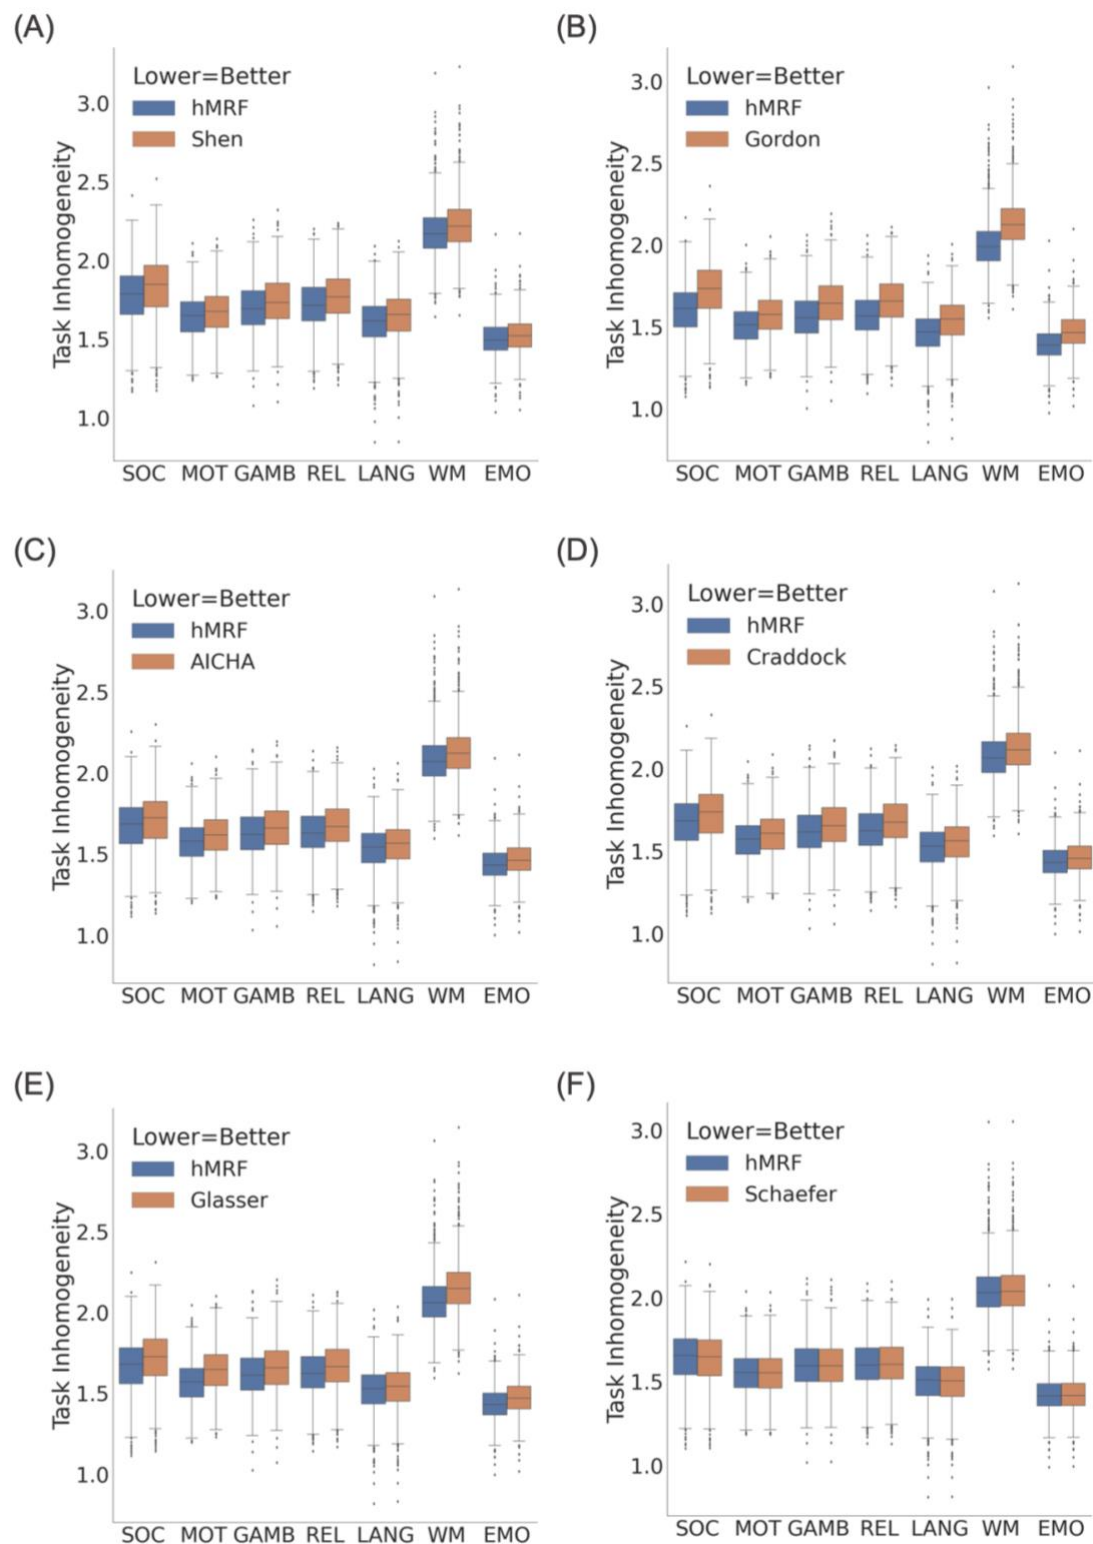 (A)
Lower=Better
hMRF
Shen
Task Inhomogeneity
3.0
2.5
2.0
1.5
1.0
SOC MOT GAMB REL LANG WM EMO
(B)
Lower=Better
hMRF
Gordon
Task Inhomogeneity
3.0
2.5
2.0
1.5
1.0
SOC MOT GAMB REL LANG WM EMO
(C)
Lower=Better
hMRF
AICHA
Task Inhomogeneity
3.0
2.5
2.0
1.5
1.0
SOC MOT GAMB REL LANG WM EMO
(D)
Lower=Better
hMRF
Craddock
Task Inhomogeneity
3.0
2.5
2.0
1.5
1.0
SOC MOT GAMB REL LANG WM EMO
(E)
Lower=Better
hMRF
Glasser
Task Inhomogeneity
3.0
2.5
2.0
1.5
1.0
SOC MOT GAMB REL LANG WM EMO
(F)
Lower=Better
hMRF
Schaefer
Task Inhomogeneity
3.0
2.5
2.0
1.5
1.0
SOC MOT GAMB REL LANG WM EMO